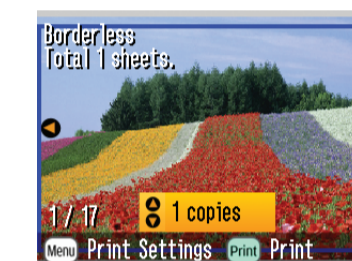 Borderless
Total 1 sheets.
1 / 17
1 copies
Menu Print Settings Print Print